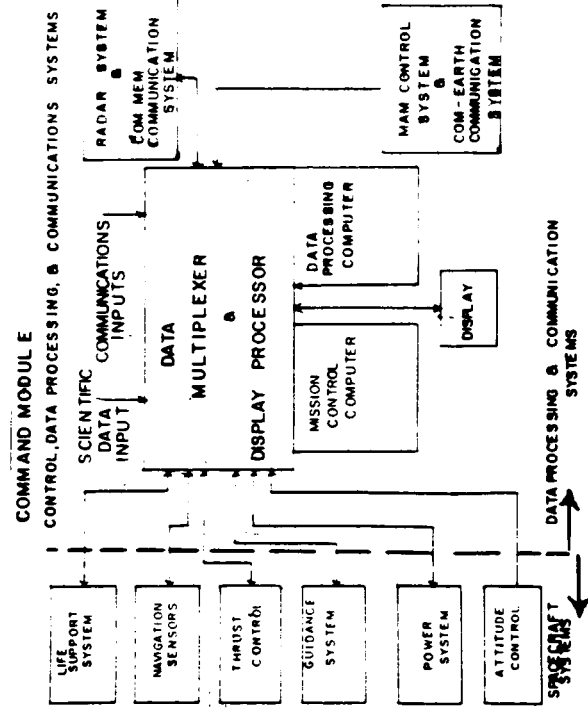 COMMAND MODULE
CONTROL, DATA PROCESSING, & COMMUNICATIONS SYSTEMS
LIFE
SUPPORT
SYSTEM
NAVIGATION
SENSORS
THRUST
CONTROL
GUIDANCE
SYSTEM
POWER
SYSTEM
ATTITUDE
CONTROL
SPACECRAFT
SYSTEMS
SCIENTIFIC
DATA
INPUT
COMMUNICATIONS
INPUTS
DATA
MULTIPLEXER
&
DISPLAY PROCESSOR
MISSION CONTROL
COMPUTER
DATA
PROCESSING
COMPUTER
DISPLAY
RADAR SYSTEM
&
COM MEM
COMMUNICATION
SYSTEM
MAM CONTROL
SYSTEM
&
COM-EARTH
COMMUNICATION
SYSTEM
DATA PROCESSING & COMMUNICATION
SYSTEMS